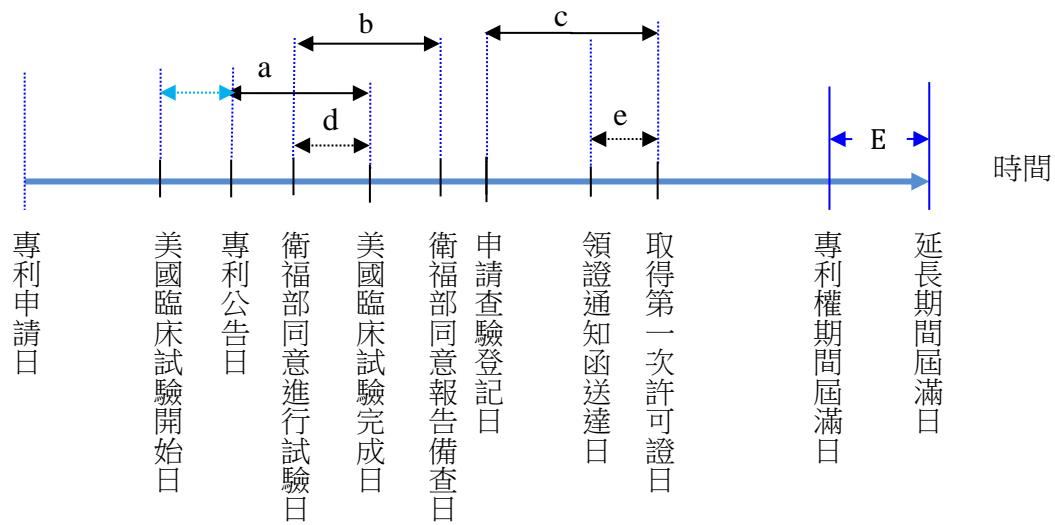 b
c
a
d
e
E
時間
專利申請日
美國臨床試驗開始日
專利公告日
衛福部同意進行試驗日
美國臨床試驗完成日
衛福部同意報告備查日
申請查驗登記日
領證通知函送達日
取得第一次許可證日
專利權期間屆滿日
延長期間屆滿日